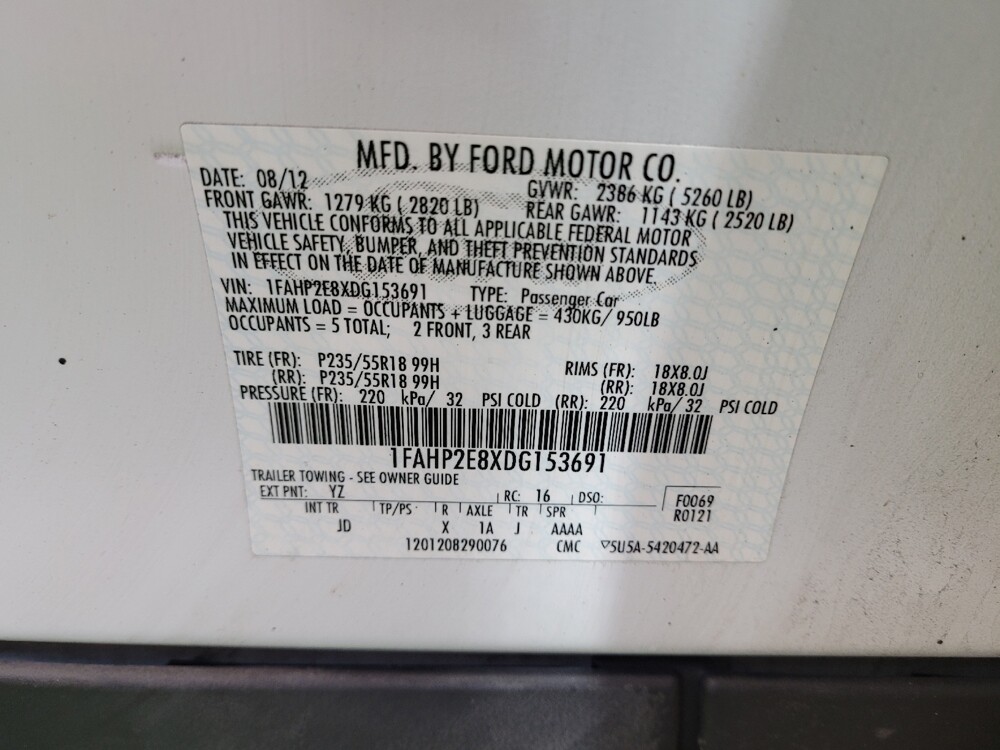 MFD. BY FORD MOTOR CO.
DATE: 08/12 GVWR: 2386 KG ( 5260 LB)
FRONT GAWR: 1279 KG ( 2820 LB) REAR GAWR: 1143 KG ( 2520 LB)
THIS VEHICLE CONFORMS TO ALL APPLICABLE FEDERAL MOTOR
VEHICLE SAFETY, BUMPER, AND THEFT PREVENTION STANDARDS
IN EFFECT ON THE DATE OF MANUFACTURE SHOWN ABOVE.
VIN: 1FAHP2E8XDG153691 TYPE: Passenger Car
MAXIMUM LOAD = OCCUPANTS + LUGGAGE = 430KG/ 950LB
OCCUPANTS = 5 TOTAL; 2 FRONT, 3 REAR
TIRE (FR): P235/55R18 99H RIMS (FR): 18X8.0J
(RR): P235/55R18 99H (RR): 18X8.0J
PRESSURE (FR): 220 kPa/ 32 PSI COLD (RR): 220 kPa/ 32 PSI COLD
1FAHP2E8XDG153691
TRAILER TOWING - SEE OWNER GUIDE
EXT PNT: YZ RC: 16 DSO: F0069
R0121
INT TR TP/PS R AXLE TR SPR
JD X 1A J AAAA
1201208290076 CMC ▽5U5A-5420472-AA